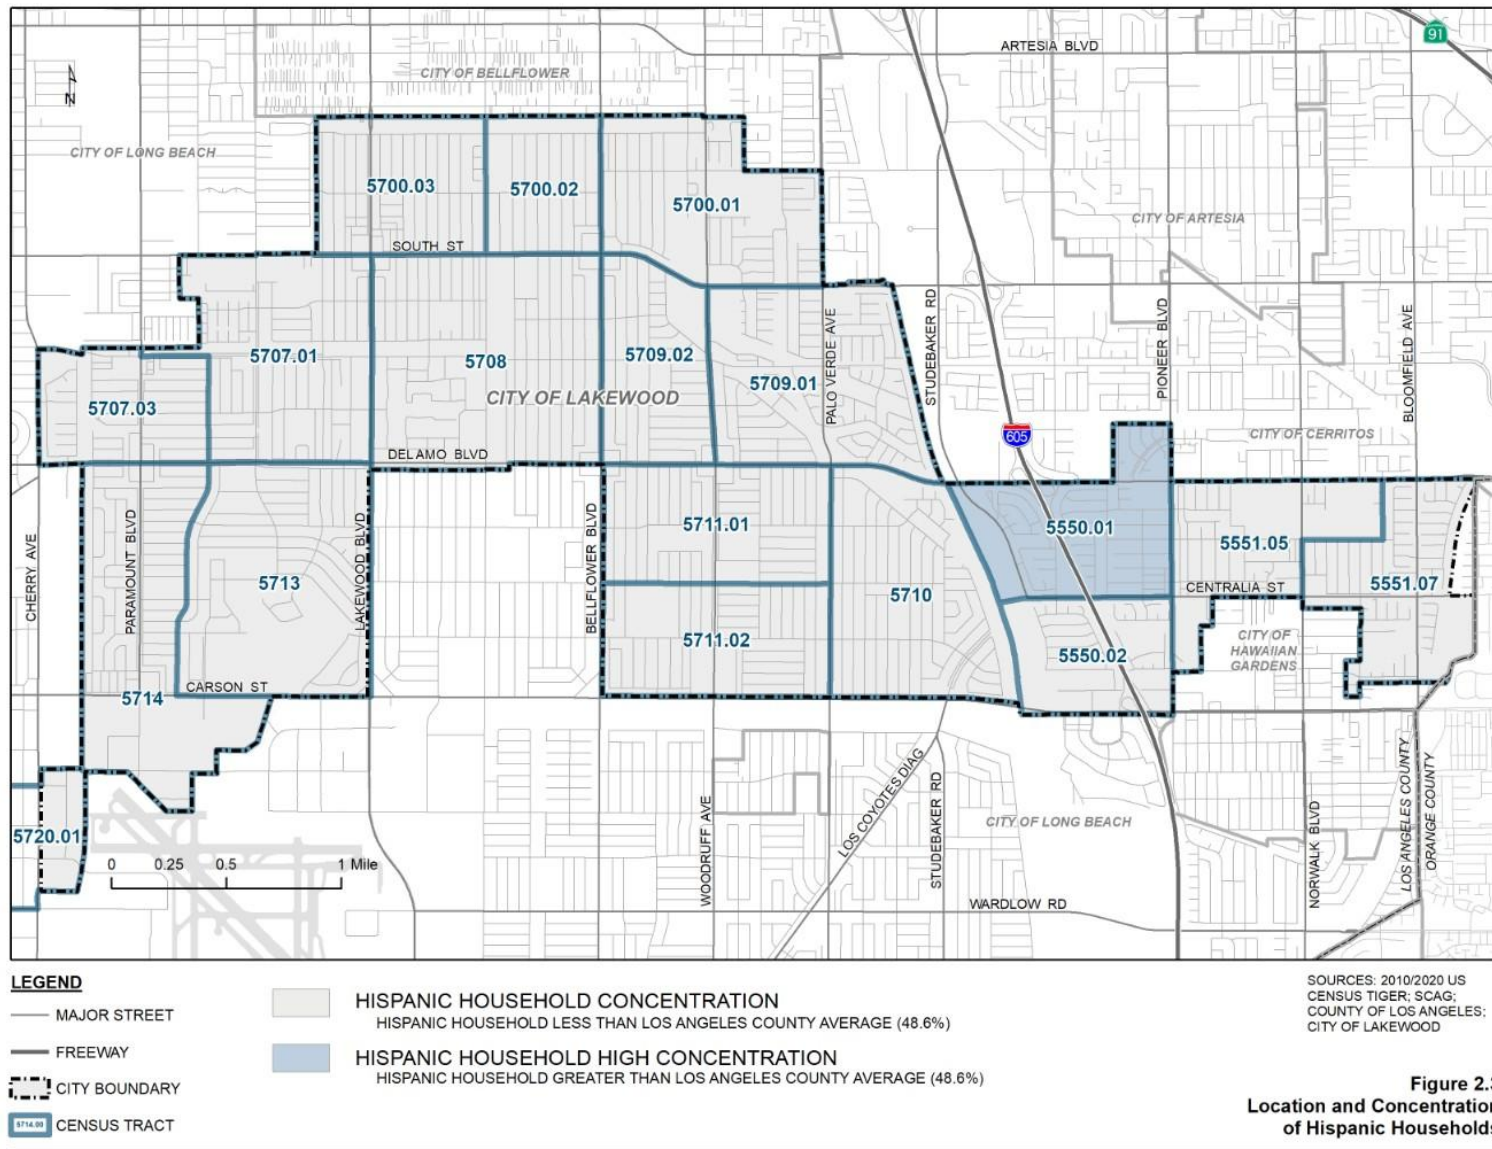 ARTESIA BLVD
91
CITY OF BELLFLOWER
N
CITY OF LONG BEACH
5700.03
5700.02
5700.01
CITY OF ARTESIA
SOUTH ST
STUDEBAKER RD
PIONEER BLVD
BLOOMFIELD AVE
PALO VERDE AVE
5707.01
5708
5709.02
5709.01
CITY OF LAKEWOOD
5707.03
605
CITY OF CERRITOS
DEL AMO BLVD
CHERRY AVE
PARAMOUNT BLVD
LAKEWOOD BLVD
BELLFLOWER BLVD
5711.01
5550.01
5551.05
5713
5710
CENTRALIA ST
5551.07
5711.02
5550.02
CITY OF
HAWAIIAN
GARDENS
CARSON ST
5714
5720.01
0 0.25 0.5 1 Mile
WOODRUFF AVE
LOS COYOTES DIAG
STUDEBAKER RD
CITY OF LONG BEACH
NORWALK BLVD
LOS ANGELES COUNTY
ORANGE COUNTY
WARDLOW RD
LEGEND
MAJOR STREET
FREEWAY
CITY BOUNDARY
5714.00
CENSUS TRACT
HISPANIC HOUSEHOLD CONCENTRATION
HISPANIC HOUSEHOLD LESS THAN LOS ANGELES COUNTY AVERAGE (48.6%)
HISPANIC HOUSEHOLD HIGH CONCENTRATION
HISPANIC HOUSEHOLD GREATER THAN LOS ANGELES COUNTY AVERAGE (48.6%)
SOURCES: 2010/2020 US
CENSUS TIGER; SCAG;
COUNTY OF LOS ANGELES;
CITY OF LAKEWOOD
Figure 2.3
Location and Concentration
of Hispanic Households